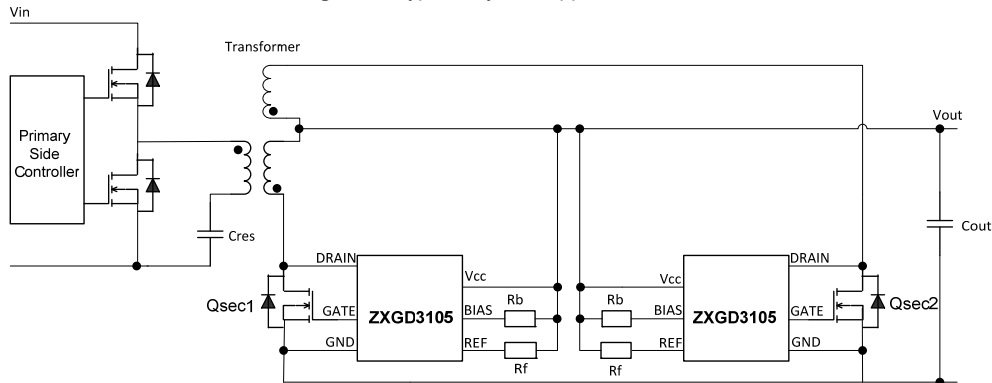 Vin
Transformer
Primary
Side
Controller
Vout
Cres
Cout
DRAIN
Vcc
GATE
ZXGD3105
BIAS
Rb
GND
REF
Rf
Qsec1
Vcc
DRAIN
Rb
BIAS
ZXGD3105
GATE
Rf
REF
GND
Qsec2